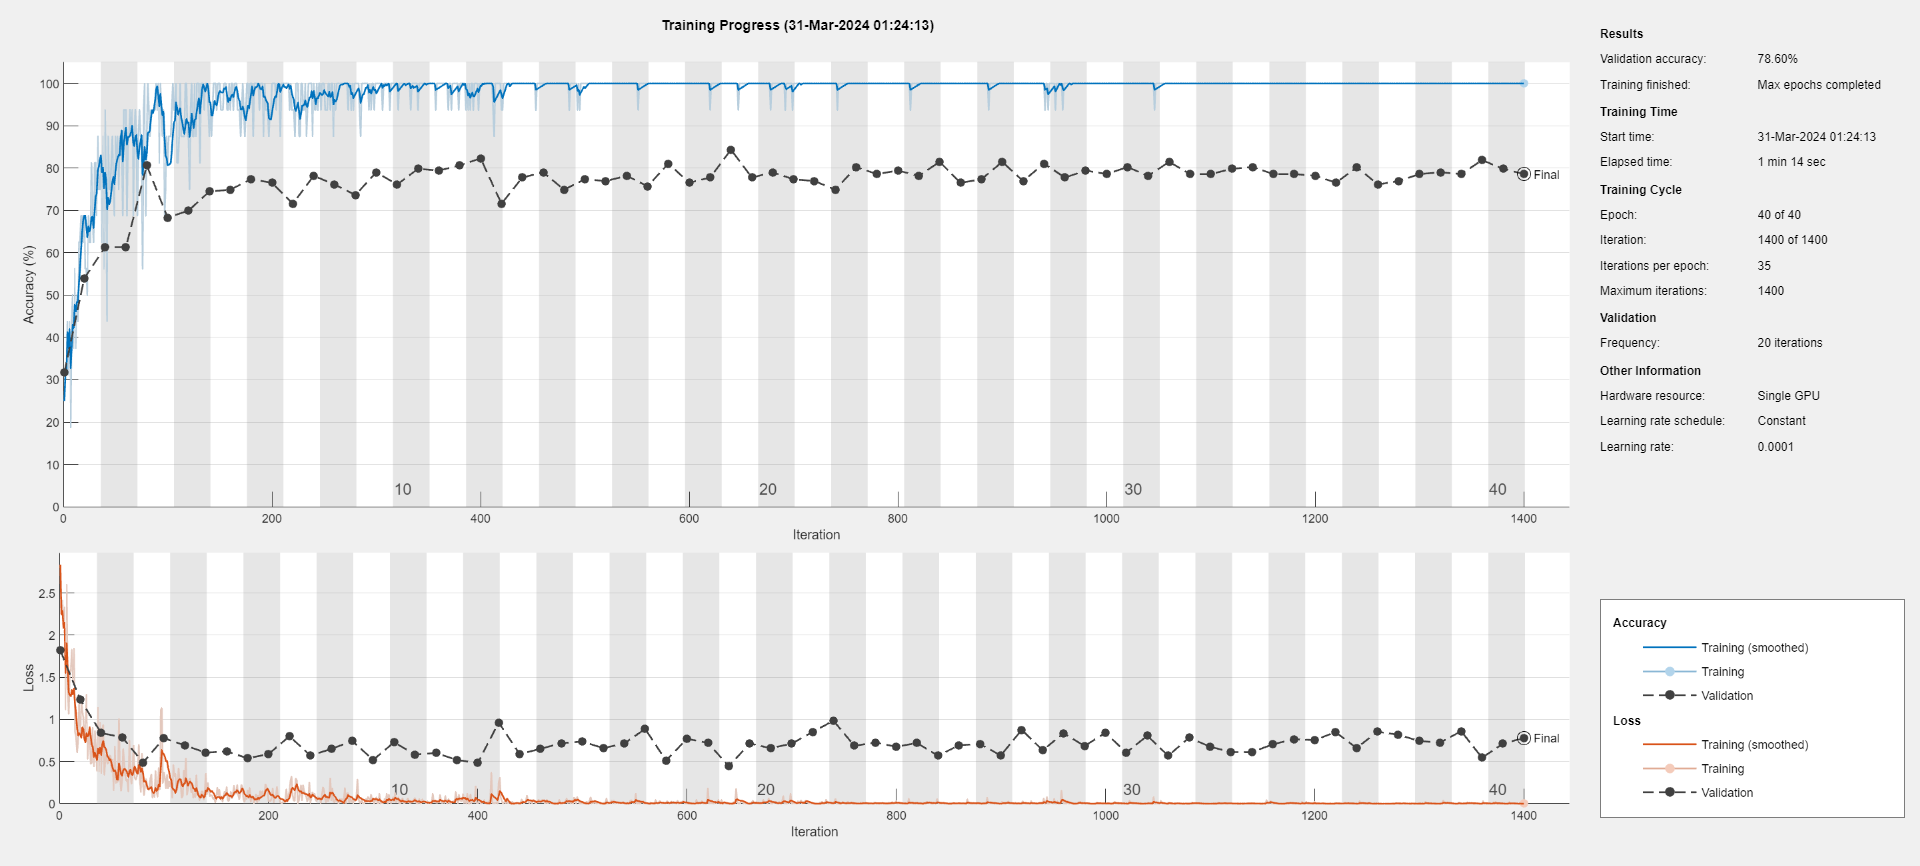 Training Progress (31-Mar-2024 01:24:13)
100
90
80
70
60
50
40
30
20
10
0
Accuracy (%)
Final
10
20
30
40
0
200
400
600
800
1000
1200
1400
Iteration
2.5
2
1.5
1
0.5
0
Loss
Final
10
20
30
40
0
200
400
600
800
1000
1200
1400
Iteration
Results
Validation accuracy: 78.60%
Training finished: Max epochs completed
Training Time
Start time: 31-Mar-2024 01:24:13
Elapsed time: 1 min 14 sec
Training Cycle
Epoch: 40 of 40
Iteration: 1400 of 1400
Iterations per epoch: 35
Maximum iterations: 1400
Validation
Frequency: 20 iterations
Other Information
Hardware resource: Single GPU
Learning rate schedule: Constant
Learning rate: 0.0001
Accuracy
Training (smoothed)
Training
Validation
Loss
Training (smoothed)
Training
Validation